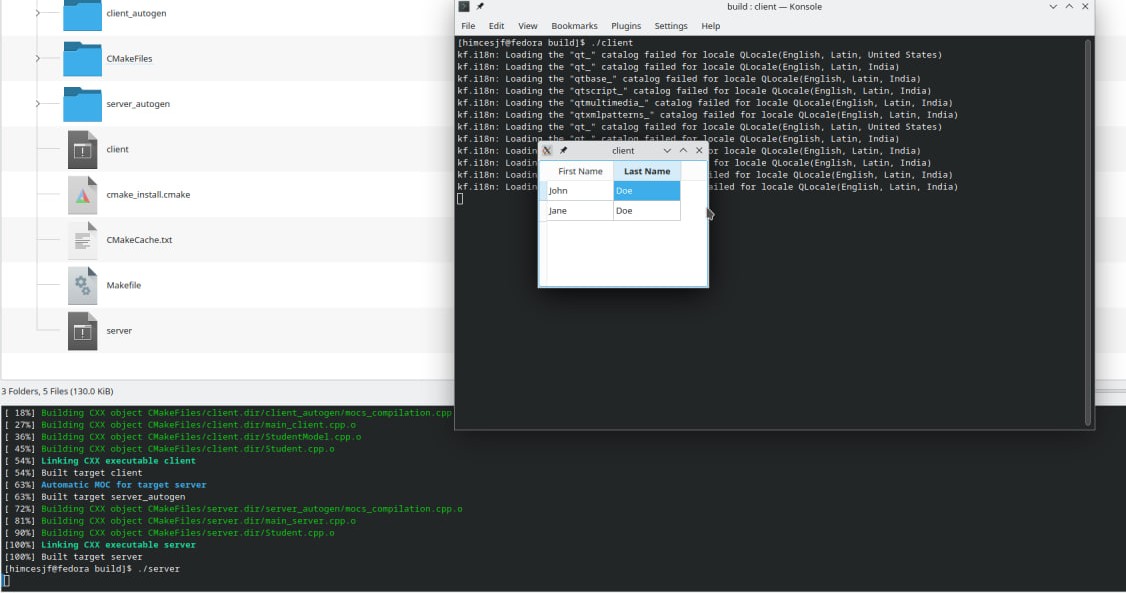 client_autogen
CMakeFiles
server_autogen
client
cmake_install.cmake
CMakeCache.txt
Makefile
server
3 Folders, 5 Files (130.0 KiB)
build : client — Konsole
File Edit View Bookmarks Plugins Settings Help
[himcesjf@fedora build]$ ./client
kf.i18n: Loading the "qt_" catalog failed for locale QLocale(English, Latin, United States)
kf.i18n: Loading the "qt_" catalog failed for locale QLocale(English, Latin, India)
kf.i18n: Loading the "qtbase_" catalog failed for locale QLocale(English, Latin, India)
kf.i18n: Loading the "qtscript_" catalog failed for locale QLocale(English, Latin, India)
kf.i18n: Loading the "qtmultimedia_" catalog failed for locale QLocale(English, Latin, India)
kf.i18n: Loading the "qtxmlpatterns_" catalog failed for locale QLocale(English, Latin, India)
kf.i18n: Loading the "qt_" catalog failed for locale QLocale(English, Latin, United States)
kf.i18n: Loading the "qt_" catalog failed for locale QLocale(English, Latin, India)
kf.i18n: Loadin or locale QLocale(English, Latin, India)
kf.i18n: Loadin for locale QLocale(English, Latin, India)
kf.i18n: Loadin iled for locale QLocale(English, Latin, India)
kf.i18n: Loadin ailed for locale QLocale(English, Latin, India)
client
First Name Last Name
John Doe
Jane Doe
[ 18%] Building CXX object CMakeFiles/client.dir/client_autogen/mocs_compilation.cpp
[ 27%] Building CXX object CMakeFiles/client.dir/main_client.cpp.o
[ 36%] Building CXX object CMakeFiles/client.dir/StudentModel.cpp.o
[ 45%] Building CXX object CMakeFiles/client.dir/Student.cpp.o
[ 54%] Linking CXX executable client
[ 54%] Built target client
[ 63%] Automatic MOC for target server
[ 63%] Built target server_autogen
[ 72%] Building CXX object CMakeFiles/server.dir/server_autogen/mocs_compilation.cpp.o
[ 81%] Building CXX object CMakeFiles/server.dir/main_server.cpp.o
[ 90%] Building CXX object CMakeFiles/server.dir/Student.cpp.o
[100%] Linking CXX executable server
[100%] Built target server
[himcesjf@fedora build]$ ./server